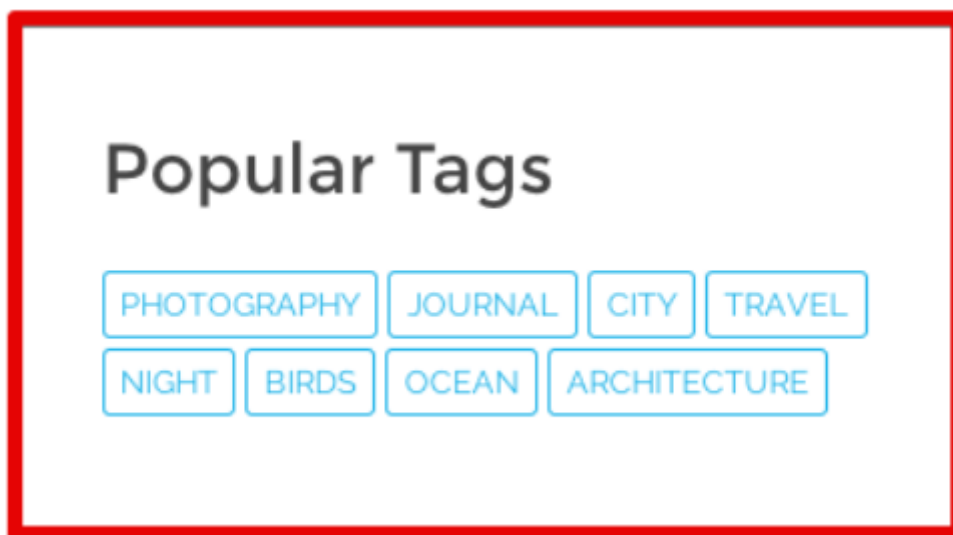 Popular Tags
PHOTOGRAPHY JOURNAL CITY TRAVEL
NIGHT BIRDS OCEAN ARCHITECTURE